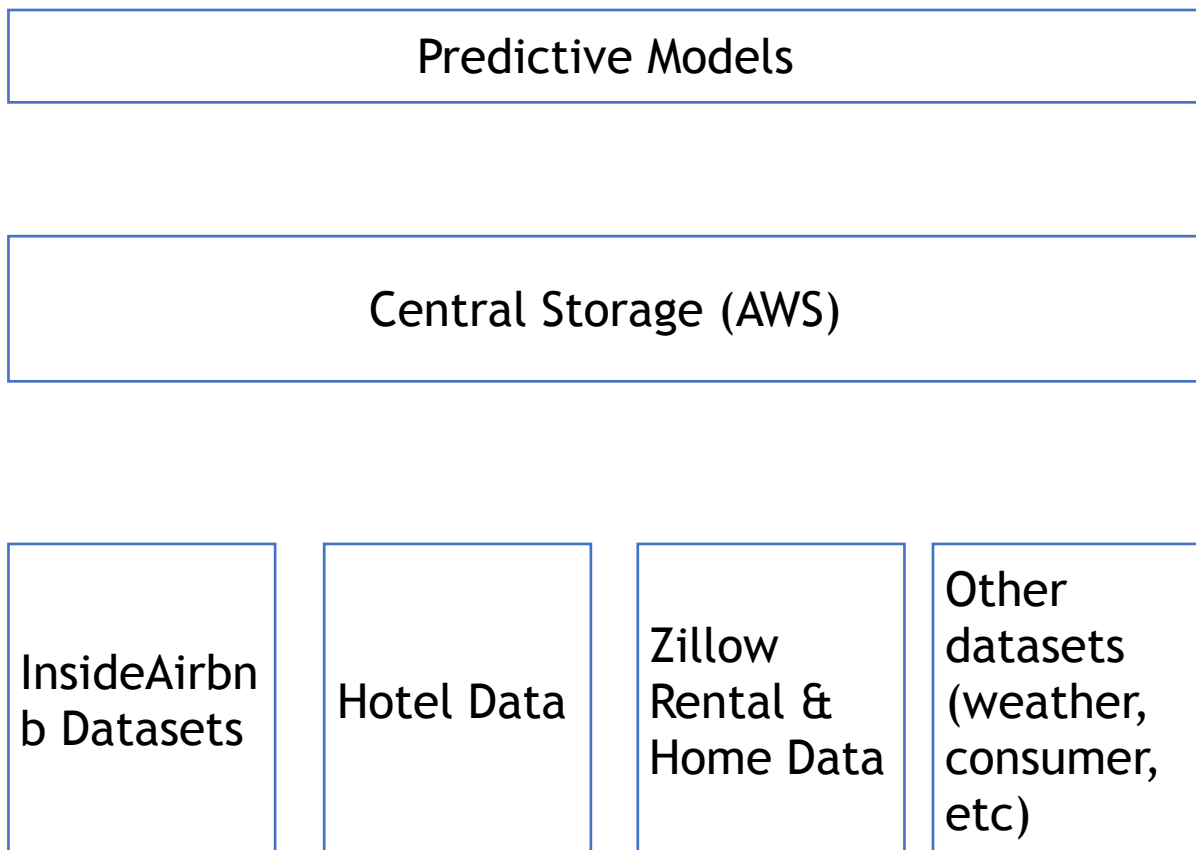 Predictive Models
Central Storage (AWS)
InsideAirbn
b Datasets
Hotel Data
Zillow
Rental &
Home Data
Other
datasets
(weather,
consumer,
etc)